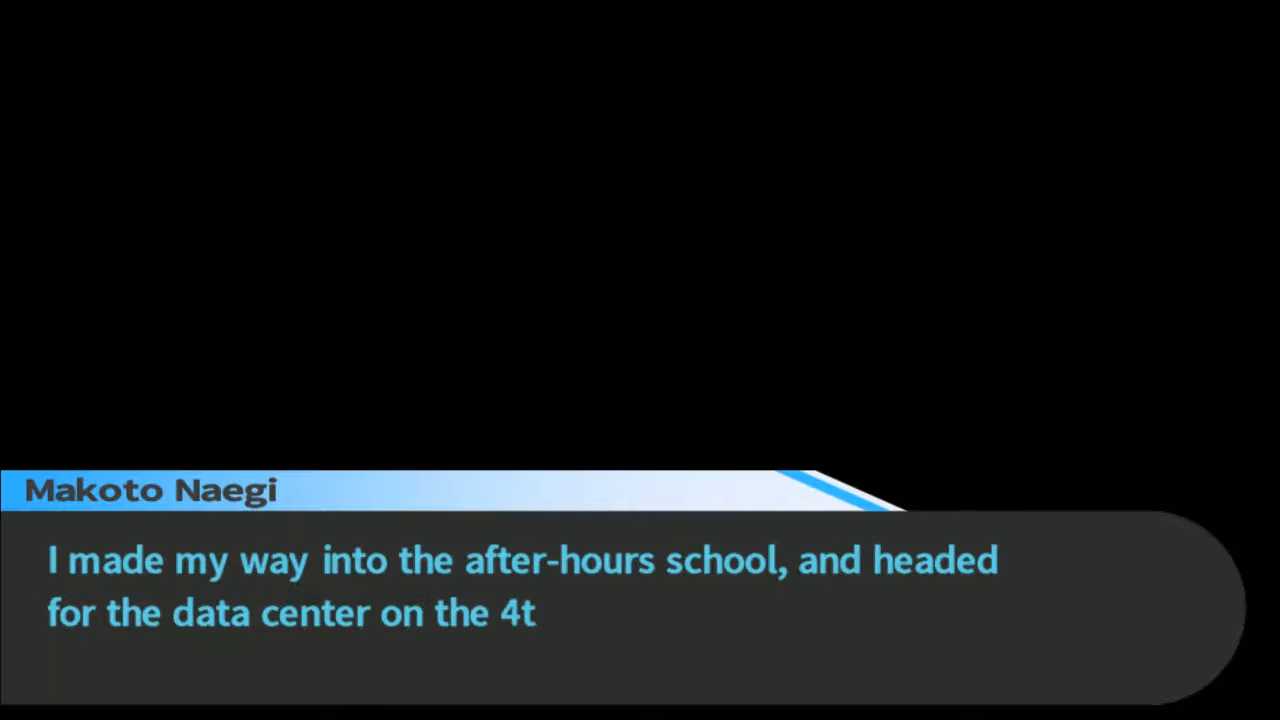 Makoto Naegi
I made my way into the after-hours school, and headed
for the data center on the 4t